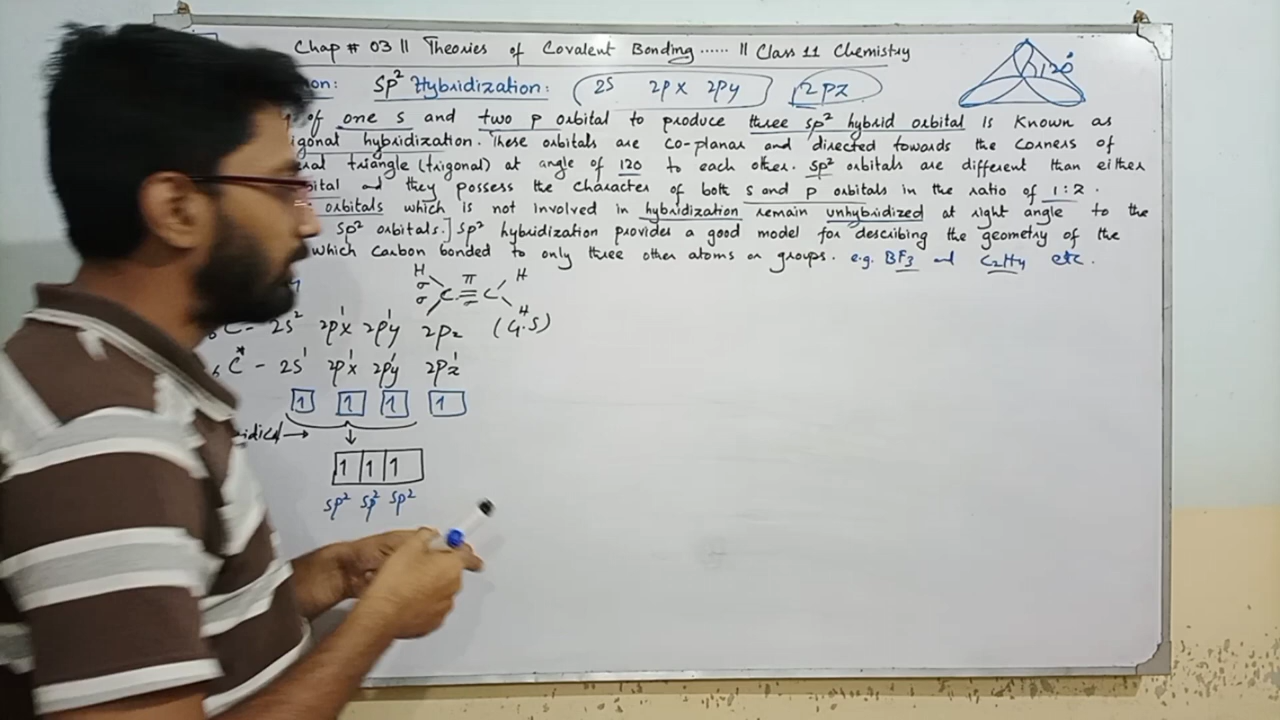 Chap # 03 || Theories of Covalent Bonding ...... || Class 11 Chemistry
on: Sp² Hybridization: 2S 2Px 2Py 2Pz 120°
of one s and two p orbital to produce three sp² hybrid orbital is known as
igonal hybridization. These orbitals are co-planar and directed towards the corners of
eral triangle (trigonal) at angle of 120 to each other. sp² orbitals are different than either
bital and they possess the character of both s and p orbitals in the ratio of 1:2.
orbitals which is not involved in hybridization remain unhybridized at right angle to the
sp² orbitals.] sp² hybridization provides a good model for describing the geometry of the
which carbon bonded to only three other atoms or groups. e.g. BF3 and C2H4 etc.
H π H
σ C σ C
σ H
6C - 2S² 2P¹x 2P¹y 2Pz (G.S)
6C* - 2S¹ 2P¹x 2P¹y 2P¹z
1 1 1 1
1 1 1
sp² sp² sp²